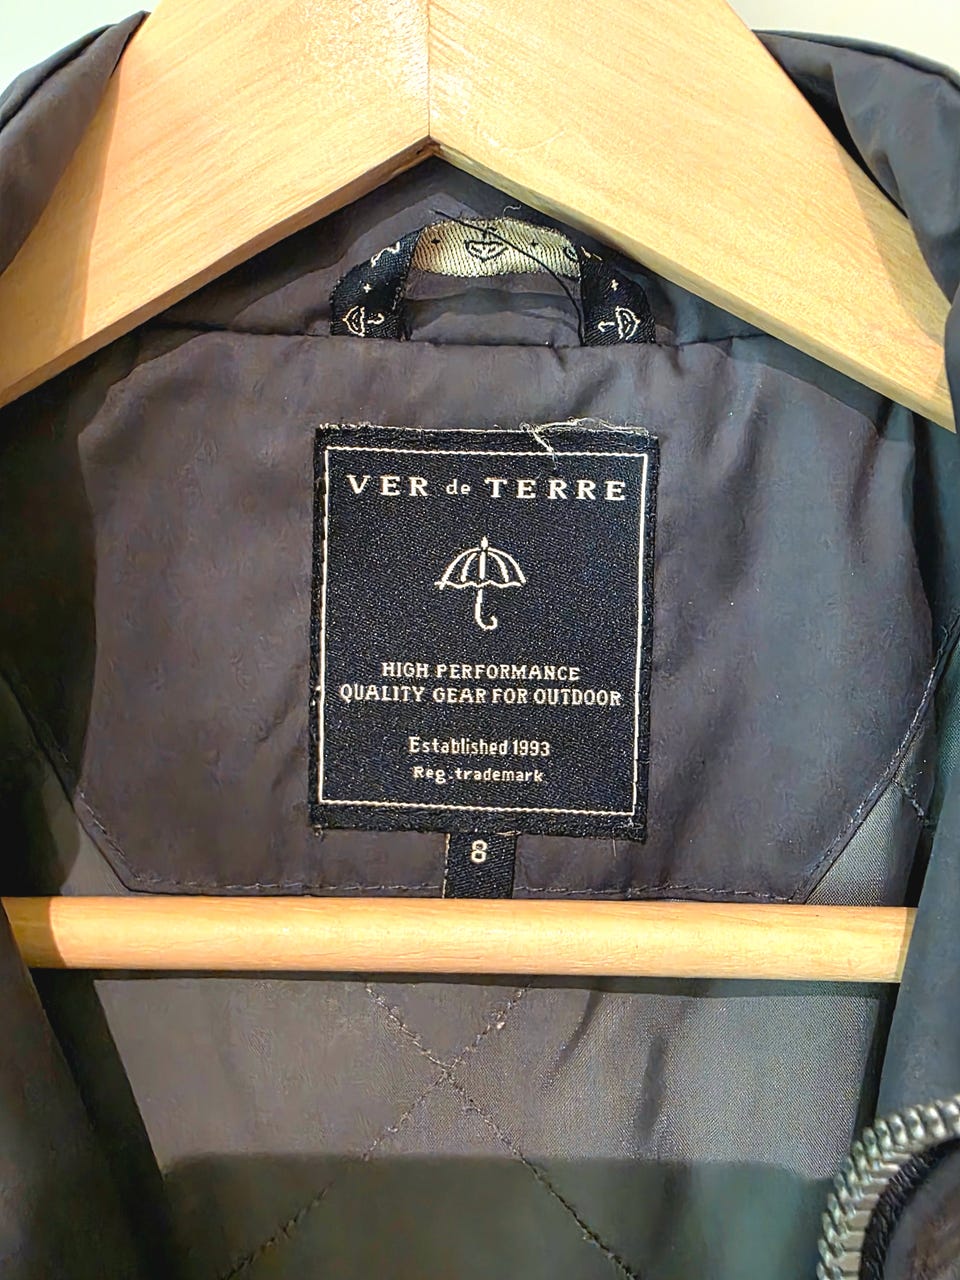 VER de TERRE
HIGH PERFORMANCE
QUALITY GEAR FOR OUTDOOR
Established 1993
Reg. trademark
8